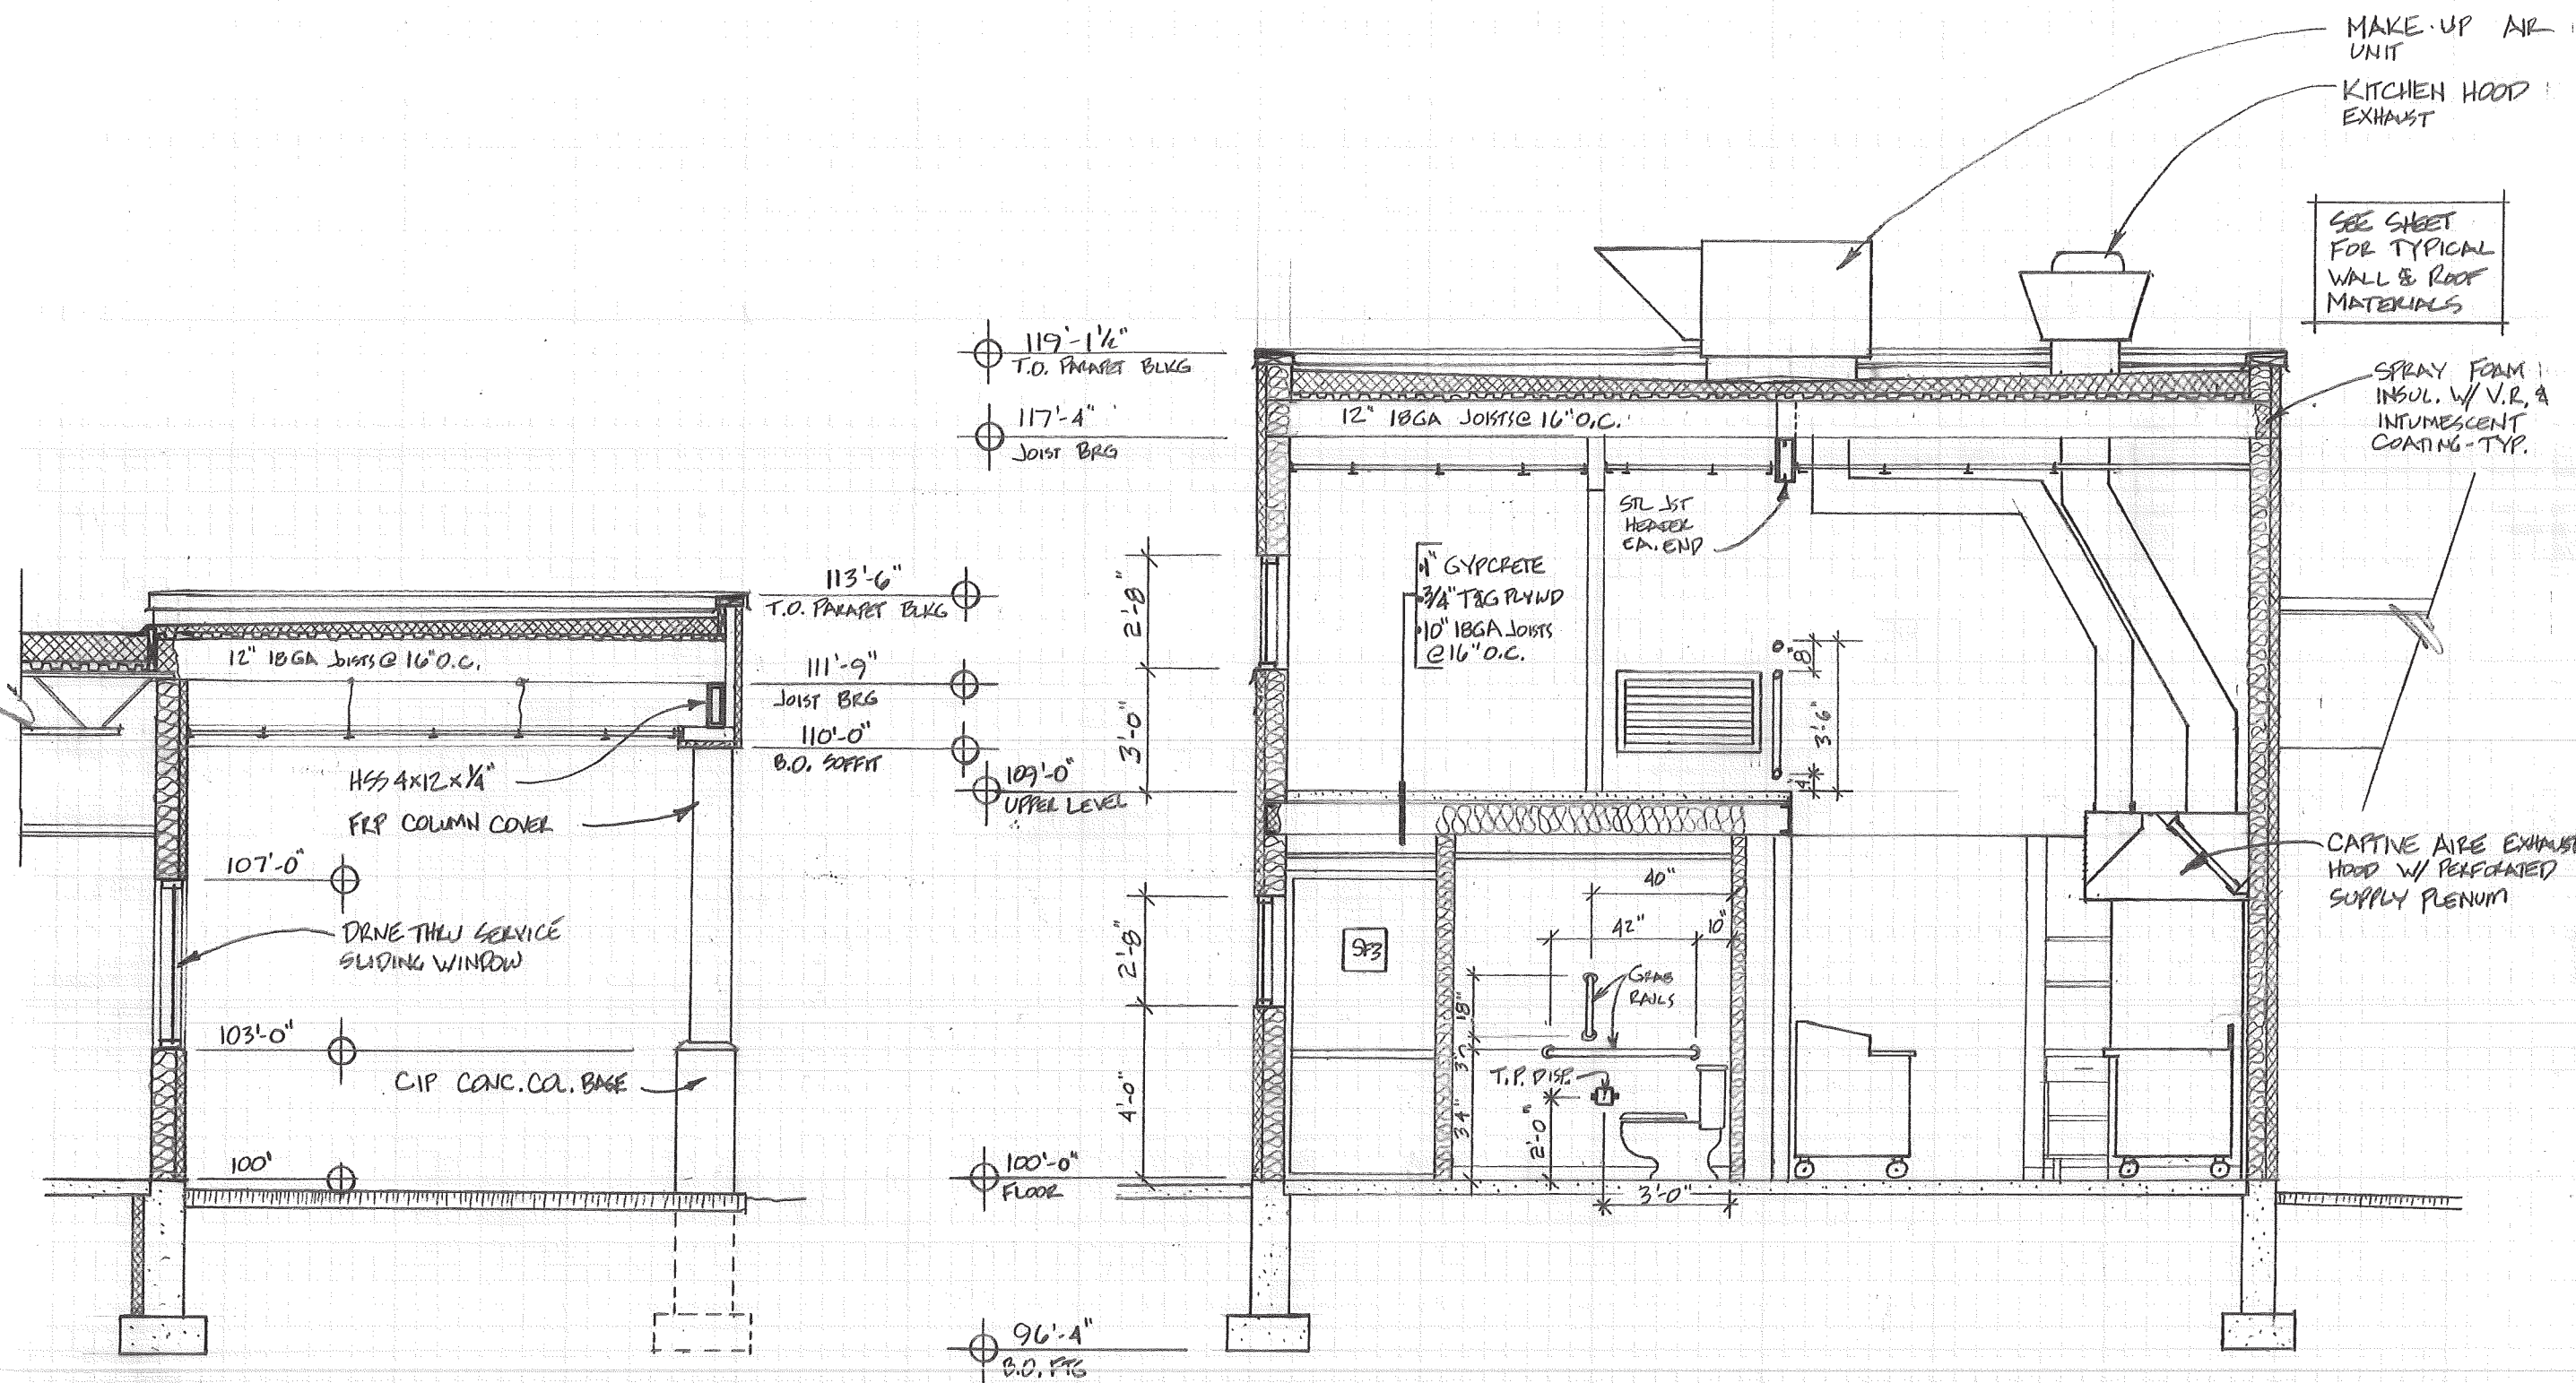 MAKE-UP AIR
UNIT
KITCHEN HOOD
EXHAUST
SEE SHEET
FOR TYPICAL
WALL & ROOF
MATERIALS
SPRAY FOAM
INSUL. W/ V.R. &
INTUMESCENT
COATING-TYP.
CAPTIVE AIRE EXHAUST
HOOD W/ PERFORATED
SUPPLY PLENUM
119'-1½"
T.O. PARAPET BLKG
117'-4"
JOIST BRG
12" 18GA JOISTS @ 16" O.C.
STL JST
HEADER
EA. END
1" GYPCRETE
3/4" T&G PLYWD
10" 18GA JOISTS
@ 16" O.C.
2'-8"
3'-0"
8"
3'-6"
4"
109'-0"
UPPER LEVEL
113'-6"
T.O. PARAPET BLKG
12" 18GA JOISTS @ 16" O.C.
111'-9"
JOIST BRG
110'-0"
B.O. SOFFIT
HSS 4x12x¼"
FRP COLUMN COVER
107'-0"
DRIVE THRU SERVICE
SLIDING WINDOW
103'-0"
CIP CONC. COL. BASE
100'
2'-8"
4'-0"
SF3
40"
42"
10"
GRAB
RAILS
18"
3"
34"
T.P. DISP.
2'-0"
3'-0"
100'-0"
FLOOR
96'-4"
B.O. FTG